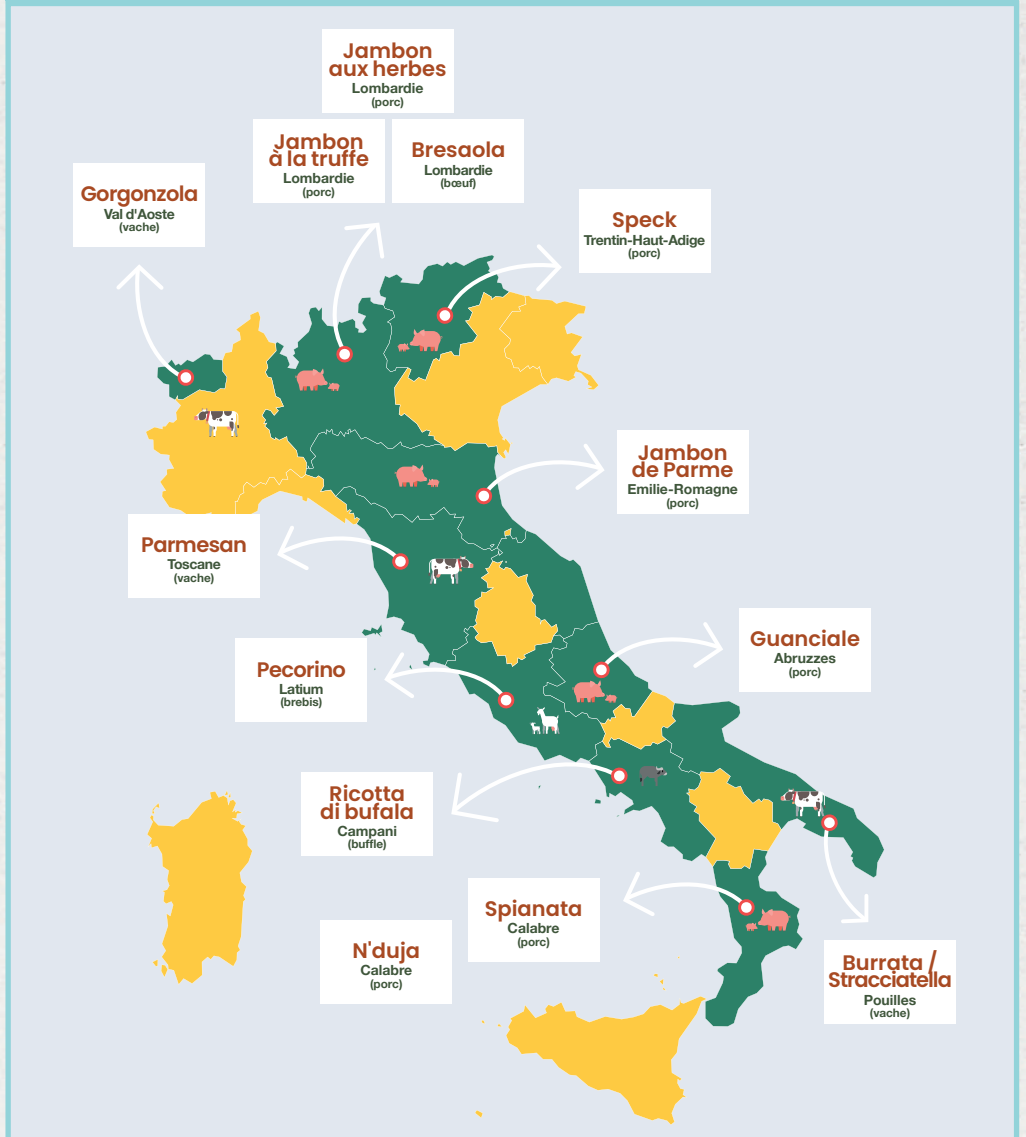 Jambon
aux herbes
Lombardie
(porc)
Jambon
à la truffe
Lombardie
(porc)
Bresaola
Lombardie
(bœuf)
Gorgonzola
Val d'Aoste
(vache)
Speck
Trentin-Haut-Adige
(porc)
Jambon
de Parme
Emilie-Romagne
(porc)
Parmesan
Toscane
(vache)
Guanciale
Abruzzes
(porc)
Pecorino
Latium
(brebis)
Ricotta
di bufala
Campani
(buffle)
Spianata
Calabre
(porc)
N'duja
Calabre
(porc)
Burrata /
Stracciatella
Pouilles
(vache)